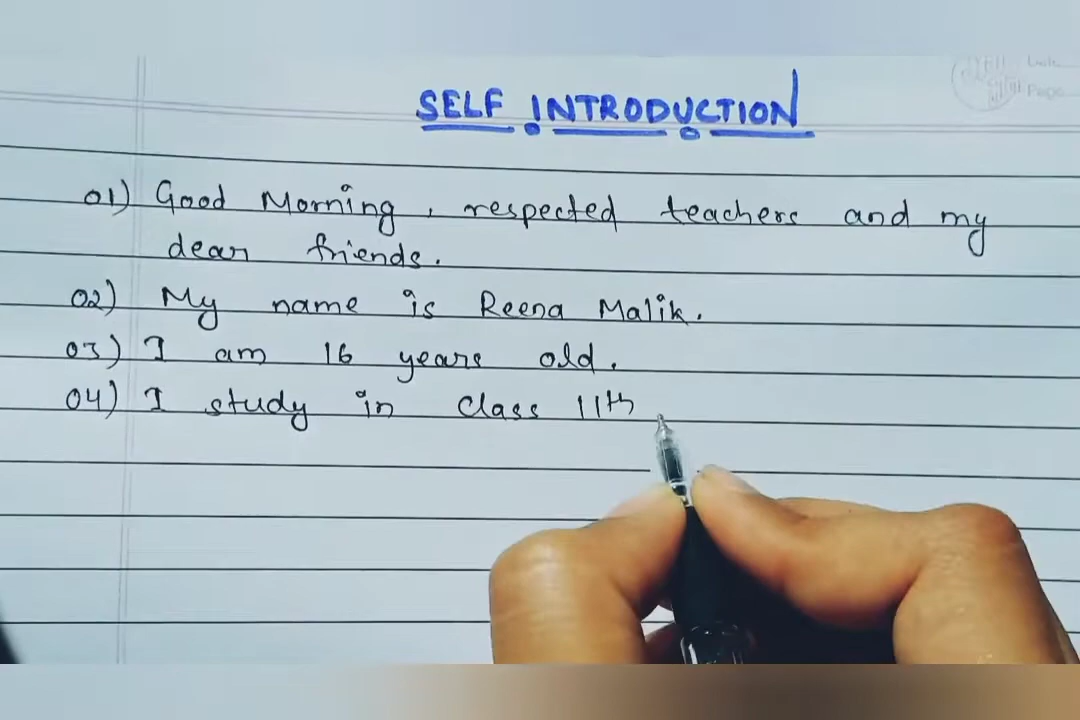 SELF INTRODUCTION
01) Good Morning, respected teachers and my
dear friends.
02) My name is Reena Malik.
03) I am 16 years old.
04) I study in class 11th